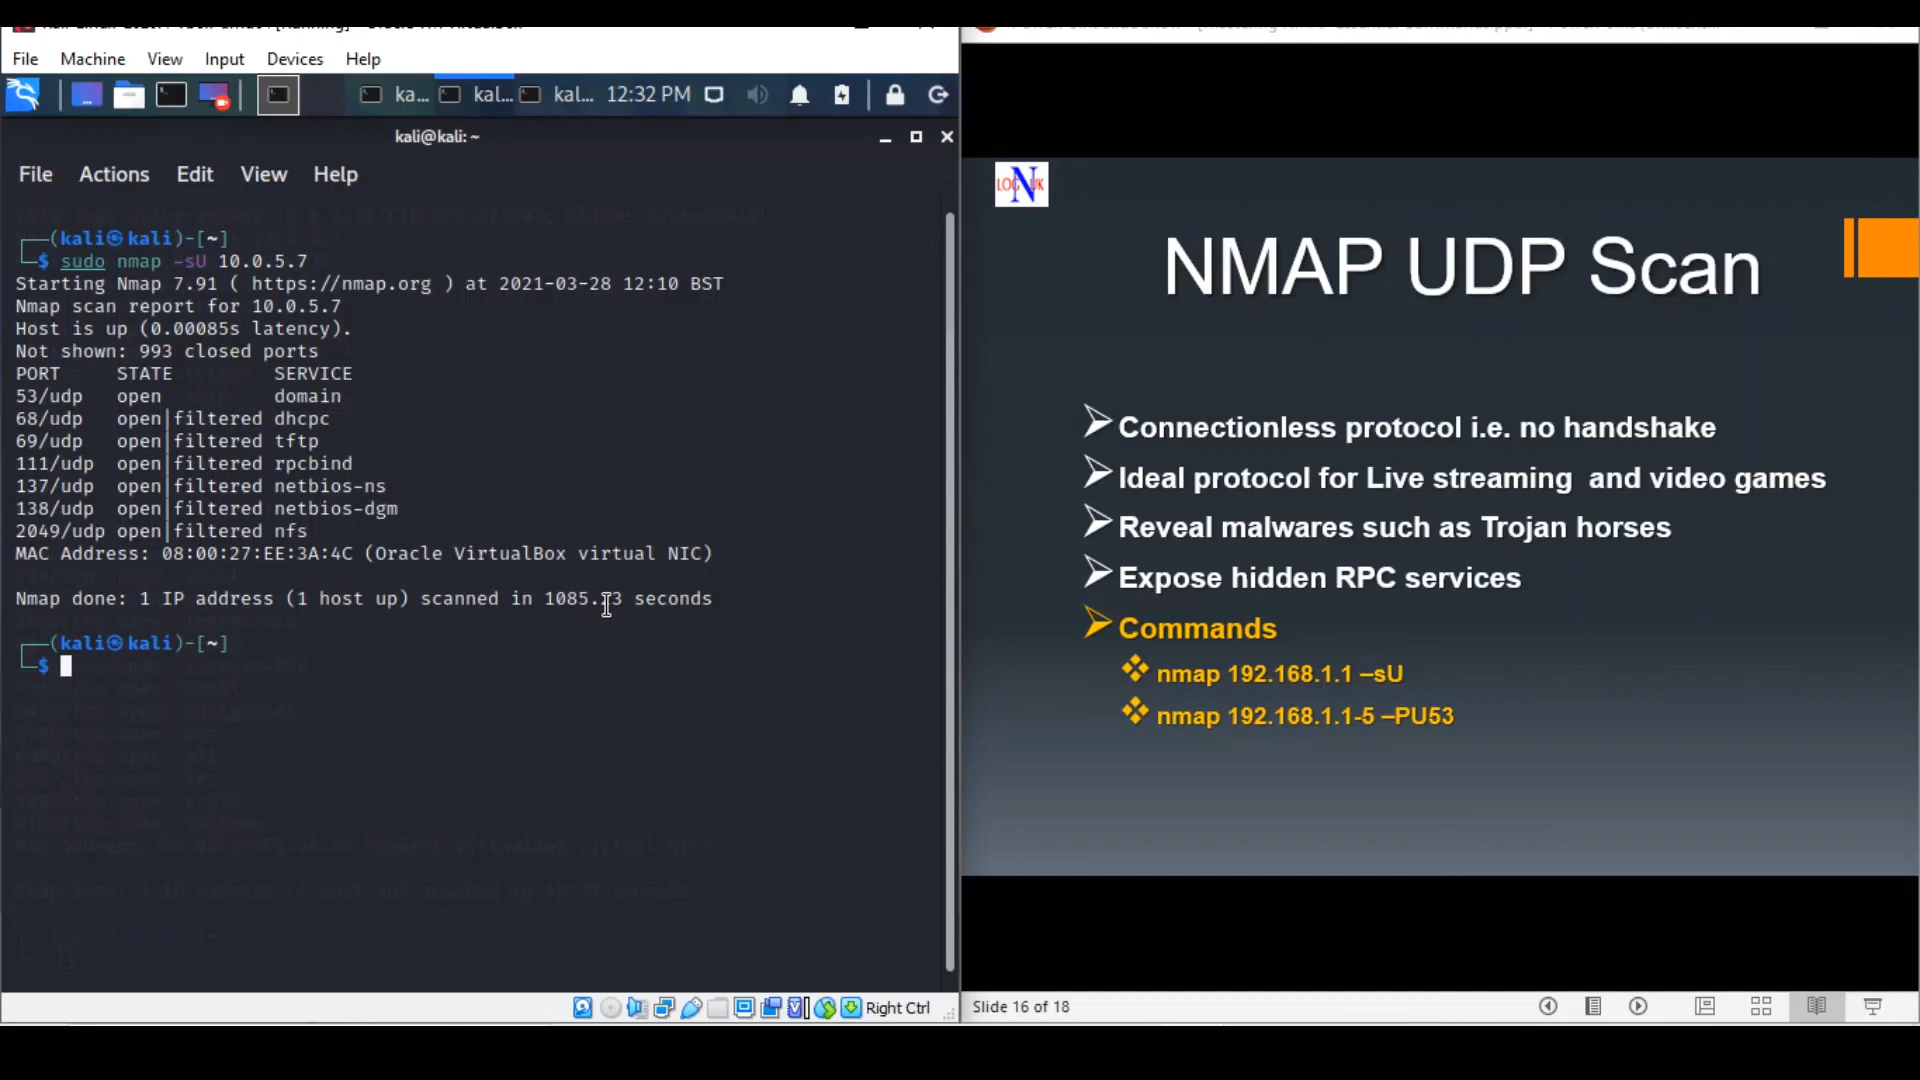 File Machine View Input Devices Help
ka... kal... kal... 12:32 PM
kali@kali: ~
File Actions Edit View Help
(kali㉿kali)-[~]
$ sudo nmap -sU 10.0.5.7
Starting Nmap 7.91 ( https://nmap.org ) at 2021-03-28 12:10 BST
Nmap scan report for 10.0.5.7
Host is up (0.00085s latency).
Not shown: 993 closed ports
PORT STATE SERVICE
53/udp open domain
68/udp open|filtered dhcpc
69/udp open|filtered tftp
111/udp open|filtered rpcbind
137/udp open|filtered netbios-ns
138/udp open|filtered netbios-dgm
2049/udp open|filtered nfs
MAC Address: 08:00:27:EE:3A:4C (Oracle VirtualBox virtual NIC)
Nmap done: 1 IP address (1 host up) scanned in seconds
(kali㉿kali)-[~]
$
Right Ctrl
LOG N UK
NMAP UDP Scan
Connectionless protocol i.e. no handshake
Ideal protocol for Live streaming and video games
Reveal malwares such as Trojan horses
Expose hidden RPC services
Commands
nmap 192.168.1.1 –sU
nmap 192.168.1.1-5 –PU53
Slide 16 of 18